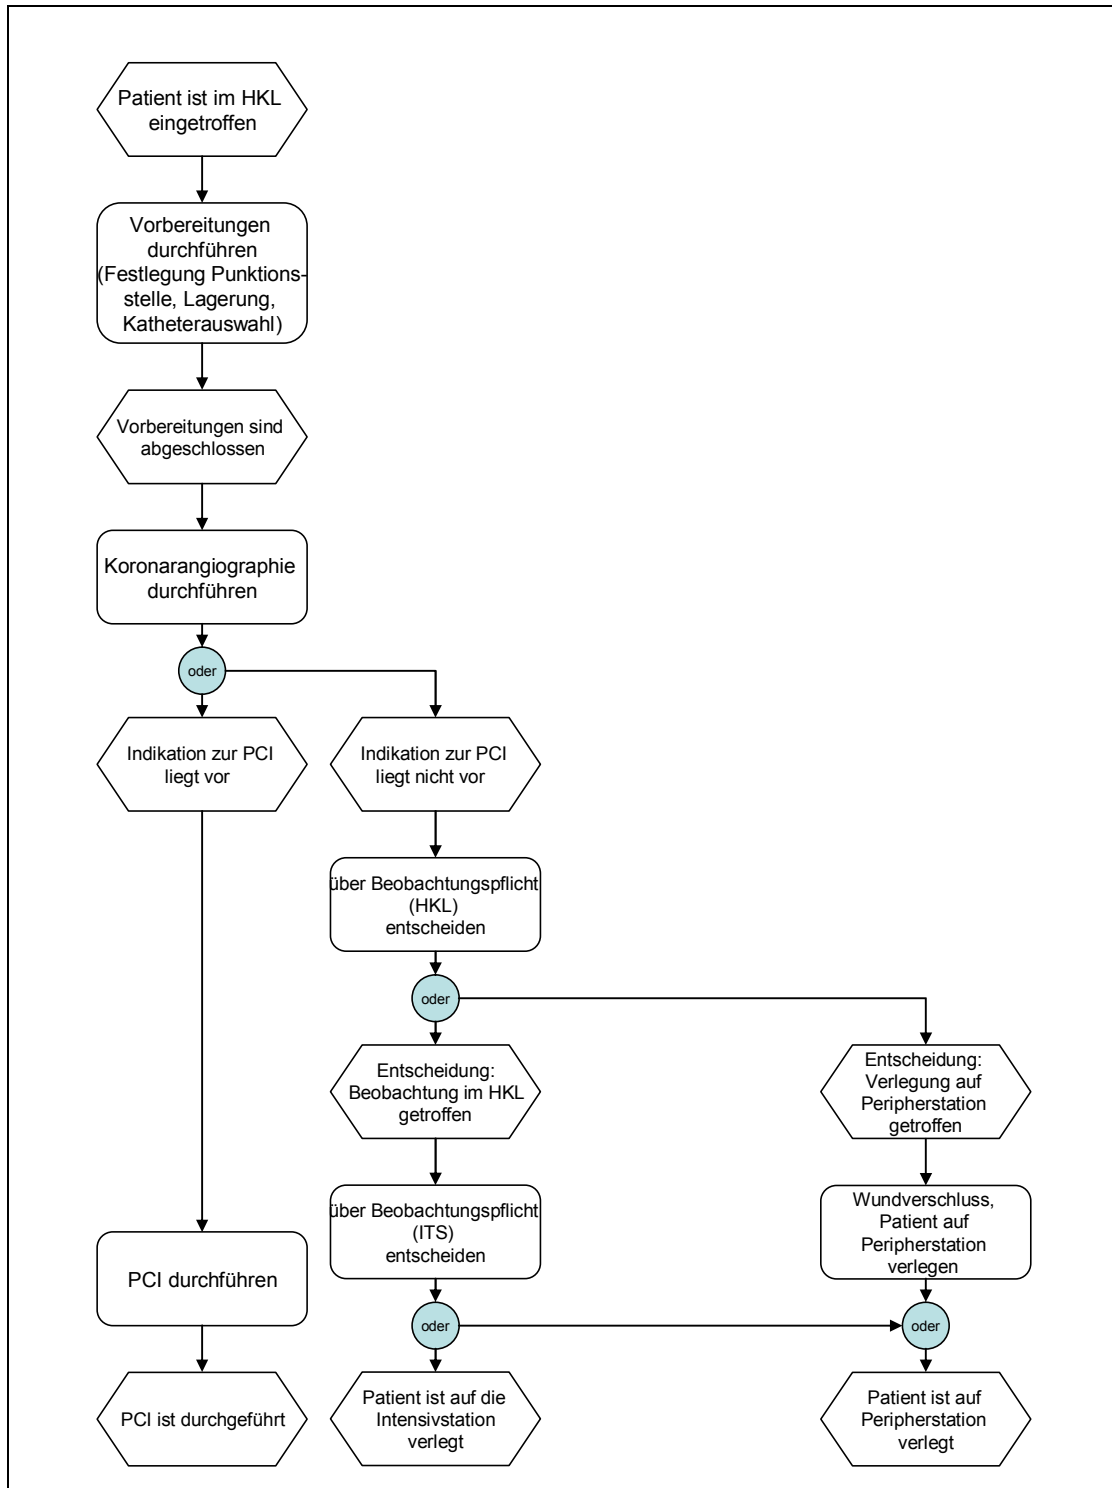 Patient ist im HKL
eingetroffen
Vorbereitungen
durchführen
(Festlegung Punktions-
stelle, Lagerung,
Katheterauswahl)
Vorbereitungen sind
abgeschlossen
Koronarangiographie
durchführen
oder
Indikation zur PCI
liegt vor
Indikation zur PCI
liegt nicht vor
über Beobachtungspflicht
(HKL)
entscheiden
oder
Entscheidung:
Beobachtung im HKL
getroffen
Entscheidung:
Verlegung auf
Peripherstation
getroffen
über Beobachtungspflicht
(ITS)
entscheiden
Wundverschluss,
Patient auf
Peripherstation
verlegen
PCI durchführen
oder
oder
PCI ist durchgeführt
Patient ist auf die
Intensivstation
verlegt
Patient ist auf
Peripherstation
verlegt